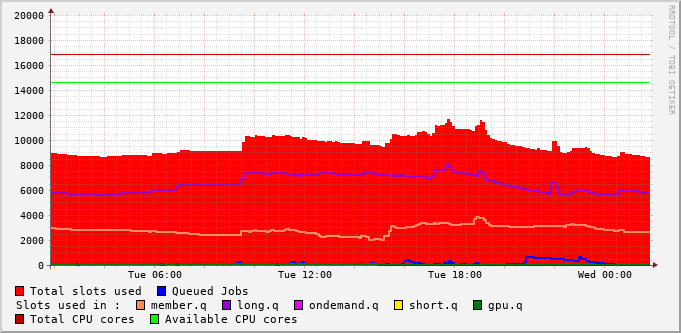 20000
18000
16000
14000
12000
10000
8000
6000
4000
2000
0
Tue 06:00 Tue 12:00 Tue 18:00 Wed 00:00
RRDTOOL / TOBI OETIKER
Total slots used Queued Jobs
Slots used in : member.q long.q ondemand.q short.q gpu.q
Total CPU cores Available CPU cores